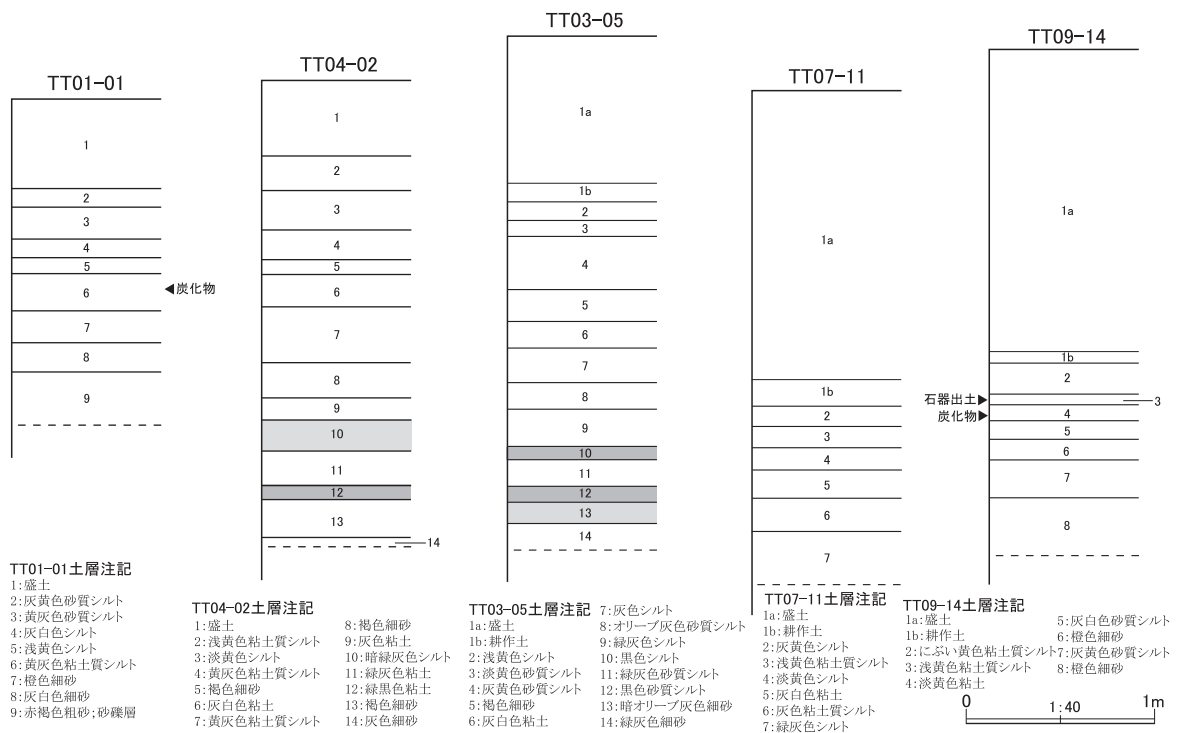 TT01-01
1
2
3
4
5
6
◀炭化物
7
8
9
TT04-02
1
2
3
4
5
6
7
8
9
10
11
12
13
14
TT03-05
1a
1b
2
3
4
5
6
7
8
9
10
11
12
13
14
TT07-11
1a
1b
2
3
4
5
6
7
TT09-14
1a
1b
2
石器出土▶
3
炭化物▶
4
5
6
7
8
TT01-01土層注記
1:盛土
2:灰黄色砂質シルト
3:黄灰色砂質シルト
4:灰白色シルト
5:浅黄色シルト
6:黄灰色粘土質シルト
7:橙色細砂
8:灰白色細砂
9:赤褐色粗砂;砂礫層
TT04-02土層注記
1:盛土
2:浅黄色粘土質シルト
3:淡黄色シルト
4:黄灰色粘土質シルト
5:褐色細砂
6:灰白色粘土
7:黄灰色粘土質シルト
8:褐色細砂
9:灰色粘土
10:暗緑灰色シルト
11:緑灰色粘土
12:緑黒色粘土
13:褐色細砂
14:灰色細砂
TT03-05土層注記
1a:盛土
1b:耕作土
2:浅黄色シルト
3:淡黄色砂質シルト
4:灰黄色砂質シルト
5:褐色細砂
6:灰白色粘土
7:灰色シルト
8:オリーブ灰色砂質シルト
9:緑灰色シルト
10:黒色シルト
11:緑灰色砂質シルト
12:黒色砂質シルト
13:暗オリーブ灰色細砂
14:緑灰色細砂
TT07-11土層注記
1a:盛土
1b:耕作土
2:灰黄色シルト
3:浅黄色粘土質シルト
4:淡黄色シルト
5:灰白色粘土
6:灰色粘土質シルト
7:緑灰色シルト
TT09-14土層注記
1a:盛土
1b:耕作土
2:にぶい黄色粘土質シルト
3:浅黄色粘土質シルト
4:淡黄色粘土
5:灰白色砂質シルト
6:橙色細砂
7:灰黄色砂質シルト
8:橙色細砂
0 1:40 1m